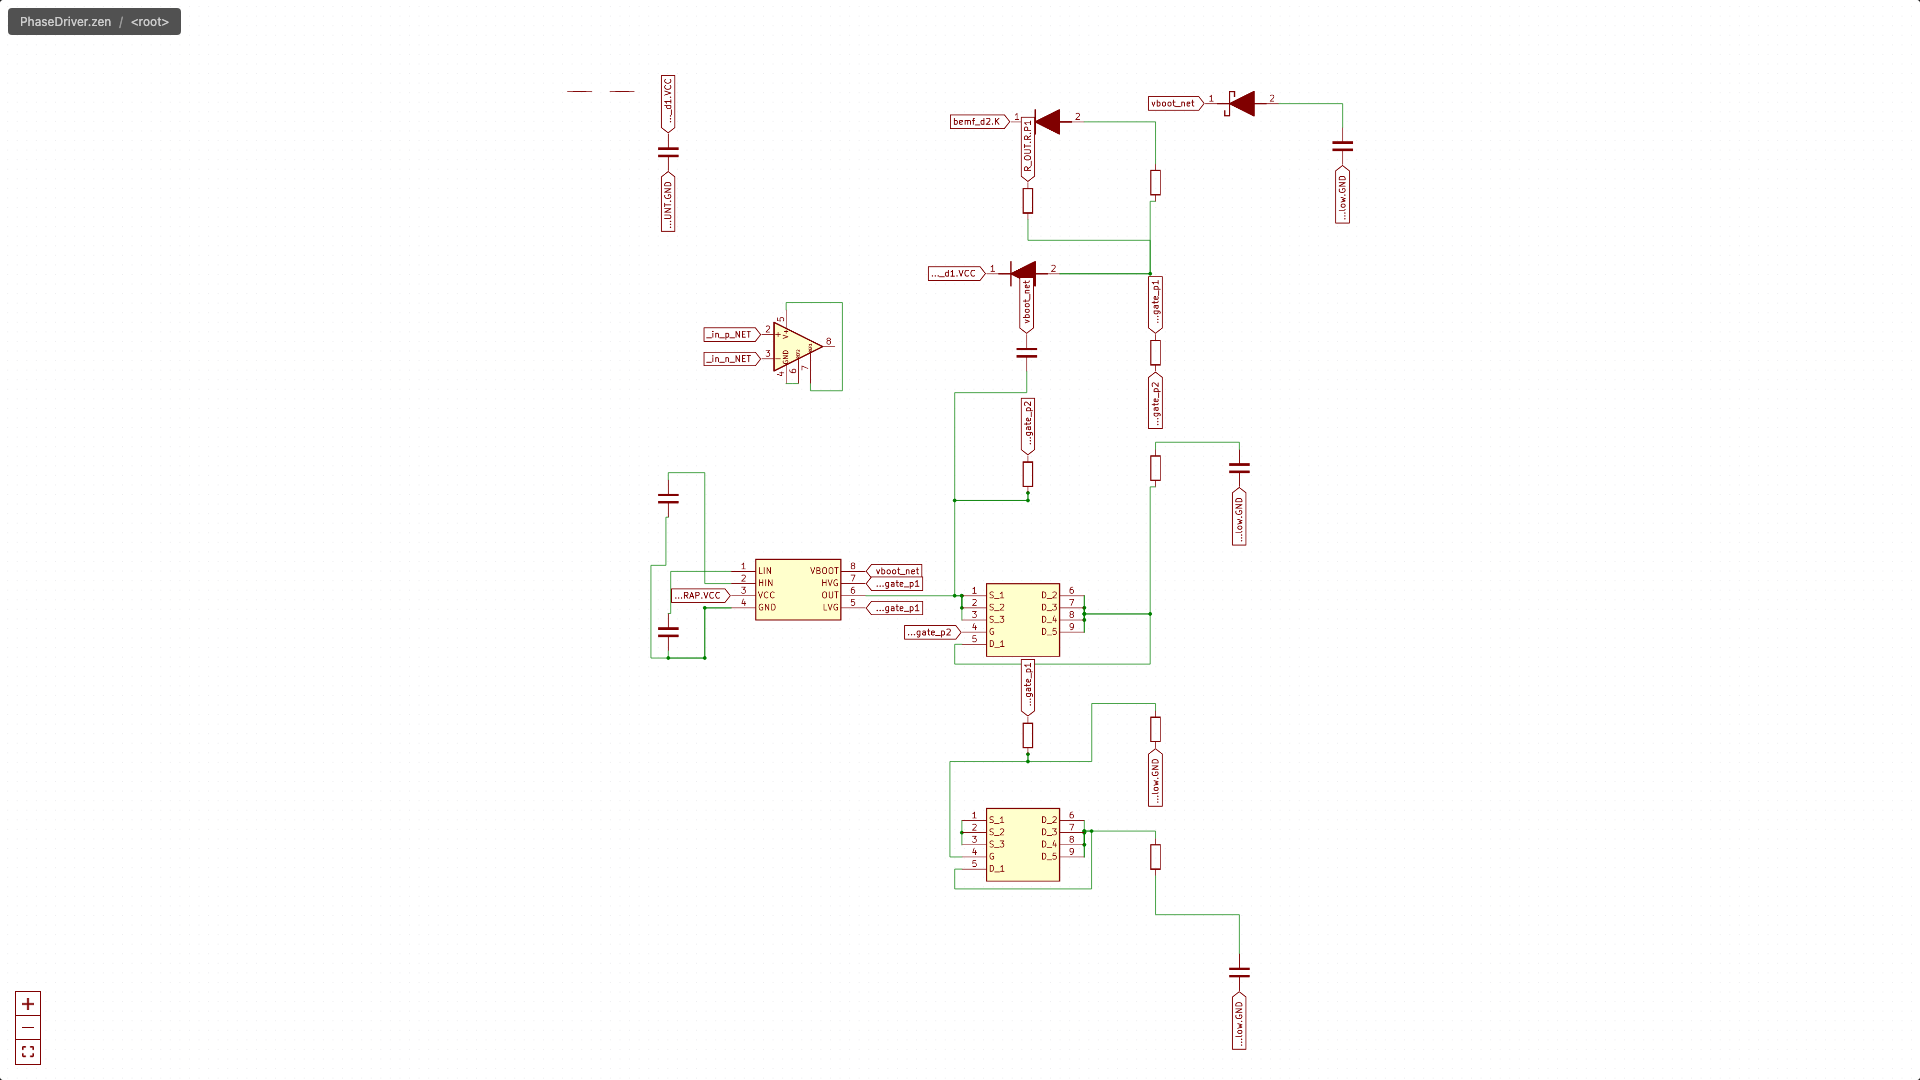 PhaseDriver.zen / <root>
..._d1.VCC
...UNT.GND
bemf_d2.K
1
2
R_OUT.R.P1
vboot_net
1
2
...low.GND
..._d1.VCC
1
2
vboot_net
...gate_p1
...gate_p2
_in_p_NET
2
_in_n_NET
3
5
V+
GND
4
6
7
8
...gate_p2
...low.GND
1 LIN VBOOT 8 vboot_net
2 HIN HVG 7 ...gate_p1
...RAP.VCC 3 VCC OUT 6
4 GND LVG 5 ...gate_p1
1 S_1 D_2 6
2 S_2 D_3 7
3 S_3 D_4 8
...gate_p2 4 G D_5 9
5 D_1
...gate_p1
...low.GND
1 S_1 D_2 6
2 S_2 D_3 7
3 S_3 D_4 8
4 G D_5 9
5 D_1
...low.GND